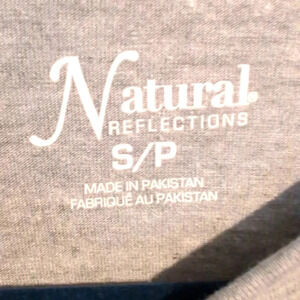 Natural
REFLECTIONS
S/P
MADE IN PAKISTAN
FABRIQUÉ AU PAKISTAN